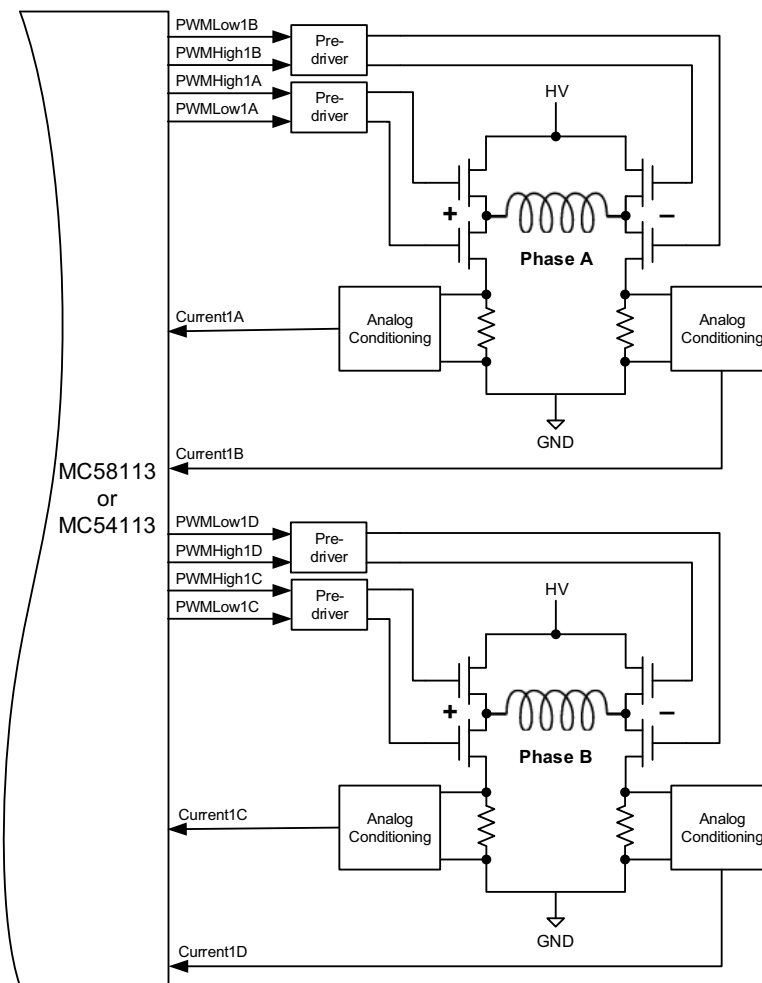 PWMLow1B
PWMHigh1B
PWMHigh1A
PWMLow1A
Pre-
driver
Pre-
driver
HV
+
−
Phase A
Current1A
Analog
Conditioning
Analog
Conditioning
GND
Current1B
MC58113
or
MC54113
PWMLow1D
PWMHigh1D
PWMHigh1C
PWMLow1C
Pre-
driver
Pre-
driver
HV
+
−
Phase B
Current1C
Analog
Conditioning
Analog
Conditioning
GND
Current1D